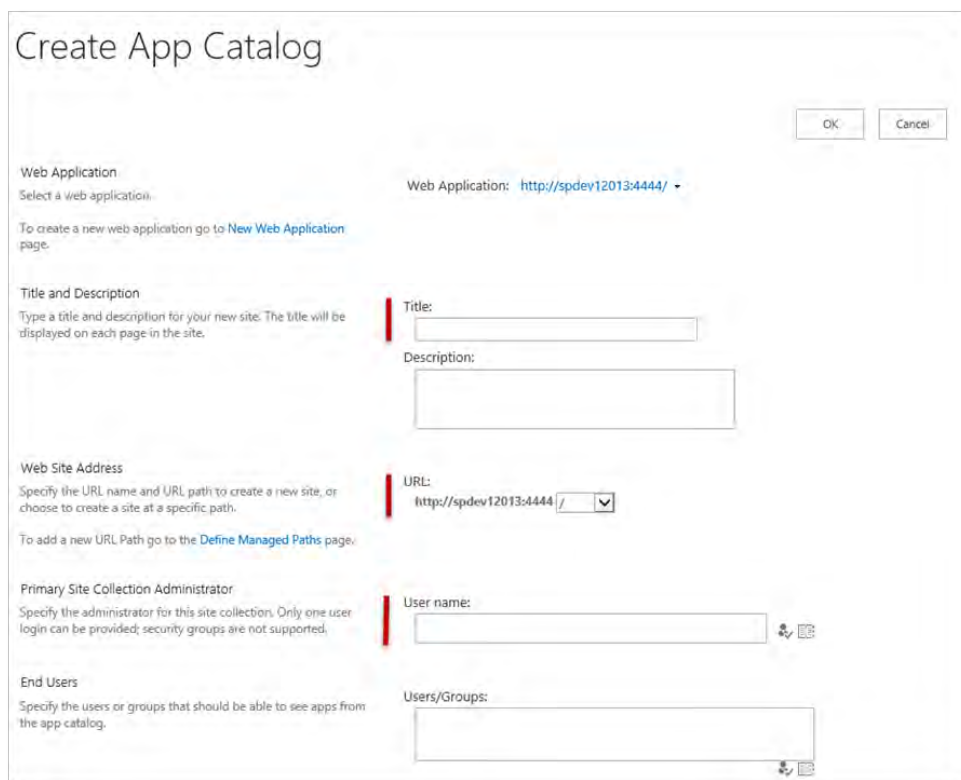 Create App Catalog
OK Cancel
Web Application
Select a web application.
To create a new web application go to New Web Application
page.
Web Application: http://spdev12013:4444/
Title and Description
Type a title and description for your new site. The title will be
displayed on each page in the site.
Title:
Description:
Web Site Address
Specify the URL name and URL path to create a new site, or
choose to create a site at a specific path.
To add a new URL Path go to the Define Managed Paths page.
URL:
http://spdev12013:4444 /
Primary Site Collection Administrator
Specify the administrator for this site collection. Only one user
login can be provided; security groups are not supported.
User name:
End Users
Specify the users or groups that should be able to see apps from
the app catalog.
Users/Groups: